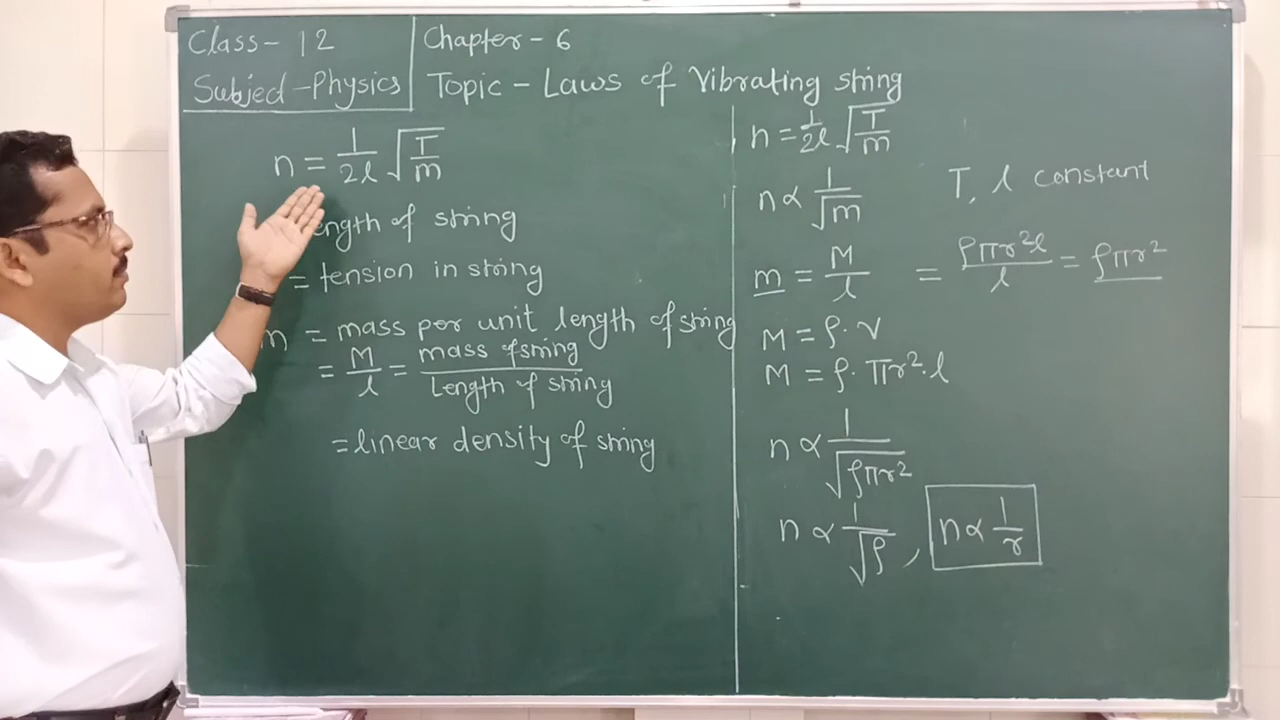 Class - 12
Subjed - Physics
Chapter - 6
Topic - Laws of Vibrating string
n = 1/2l √T/m
ength of string
= tension in string
m = mass per unit length of string
= M/l = mass of sring / Length of string
= linear density of string
n = 1/2l √T/m
n ∝ 1/√m T, l constant
m = M/l = ρπr²l/l = ρπr²
M = ρ. V
M = ρ. πr². l
n ∝ 1/√ρπr²
n ∝ 1/√ρ , n ∝ 1/r